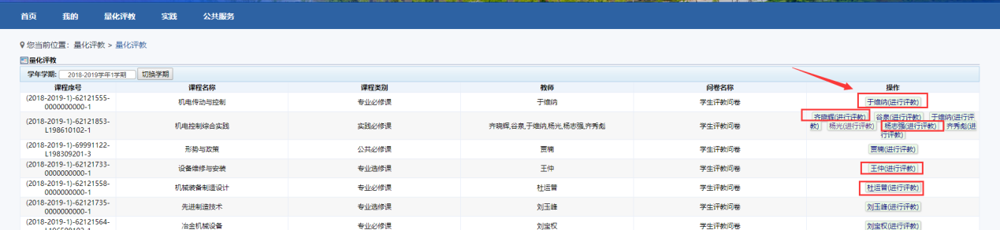 首页 我的 量化评教 实践 公共服务
您当前位置： 量化评教 > 量化评教
量化评教
学年学期: 2018-2019学年1学期 切换学期
课程序号 课程名称 课程类别 教师 问卷名称 操作
(2018-2019-1)-62121555-0000000000-1 机电传动与控制 专业必修课 于维纳 学生评教问卷 于维纳(进行评教)
(2018-2019-1)-62121853-L198610102-1 机电控制综合实践 实践必修课 齐晓辉,谷泉,于维纳,杨光,杨志强,齐秀彪 学生评教问卷 齐晓辉(进行评教) 谷泉(进行评教) 于维纳(进行评教) 杨光(进行评教) 杨志强(进行评教) 齐秀彪(进行评教)
(2018-2019-1)-69991122-L198309201-3 形势与政策 公共必修课 贾楠 学生评教问卷 贾楠(进行评教)
(2018-2019-1)-62121733-0000000000-1 设备维修与安装 专业选修课 王仲 学生评教问卷 王仲(进行评教)
(2018-2019-1)-62121558-0000000000-1 机械装备制造设计 专业必修课 杜运普 学生评教问卷 杜运普(进行评教)
(2018-2019-1)-62121735-0000000000-1 先进制造技术 专业选修课 刘玉峰 学生评教问卷 刘玉峰(进行评教)
(2018-2019-1)-62121564- 冶金机械设备 专业必修课 刘宝权 学生评教问卷 刘宝权(进行评教)